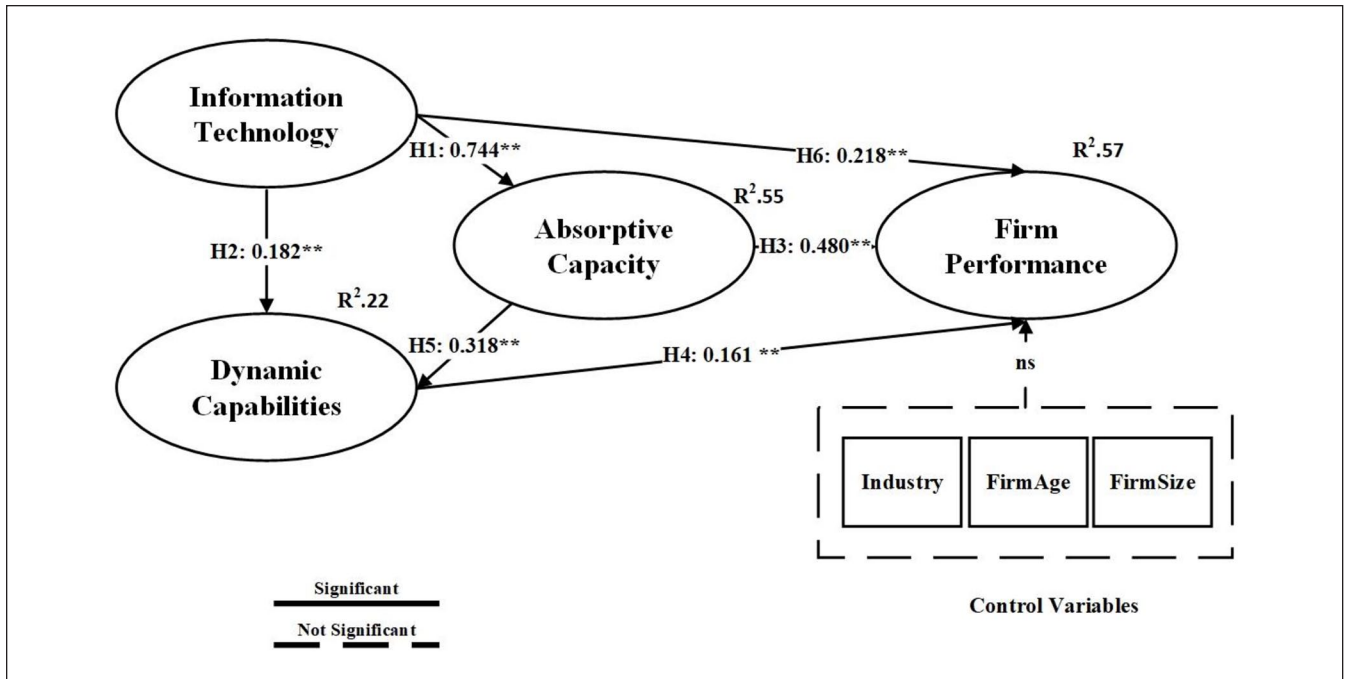 Information
Technology
H1: 0.744**
H6: 0.218**
R².57
R².55
Absorptive
Capacity
H3: 0.480**
Firm
Performance
H2: 0.182**
R².22
H5: 0.318**
H4: 0.161 **
Dynamic
Capabilities
ns
Industry
FirmAge
FirmSize
Control Variables
Significant
Not Significant